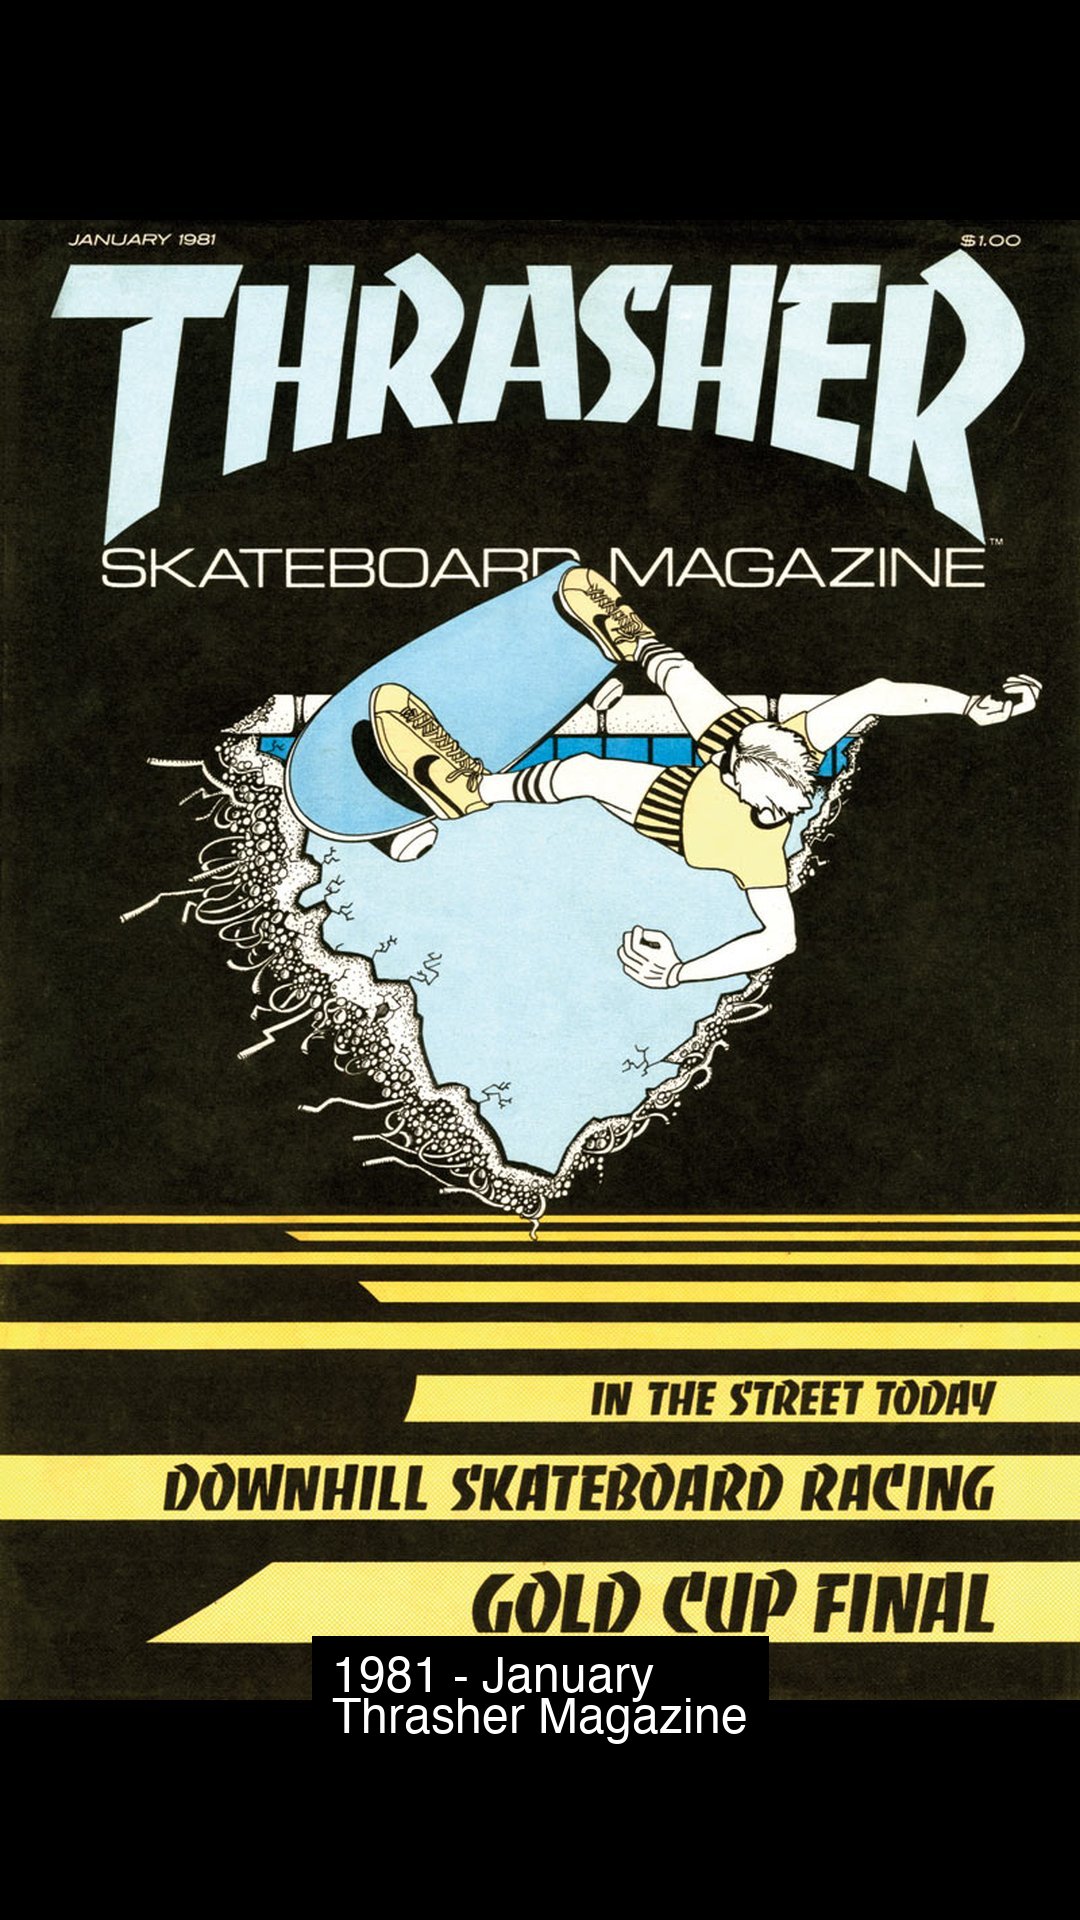 JANUARY 1981
$1.00
THRASHER
SKATEBOARD MAGAZINE
TM
IN THE STREET TODAY
DOWNHILL SKATEBOARD RACING
GOLD CUP FINAL
1981 - January
Thrasher Magazine